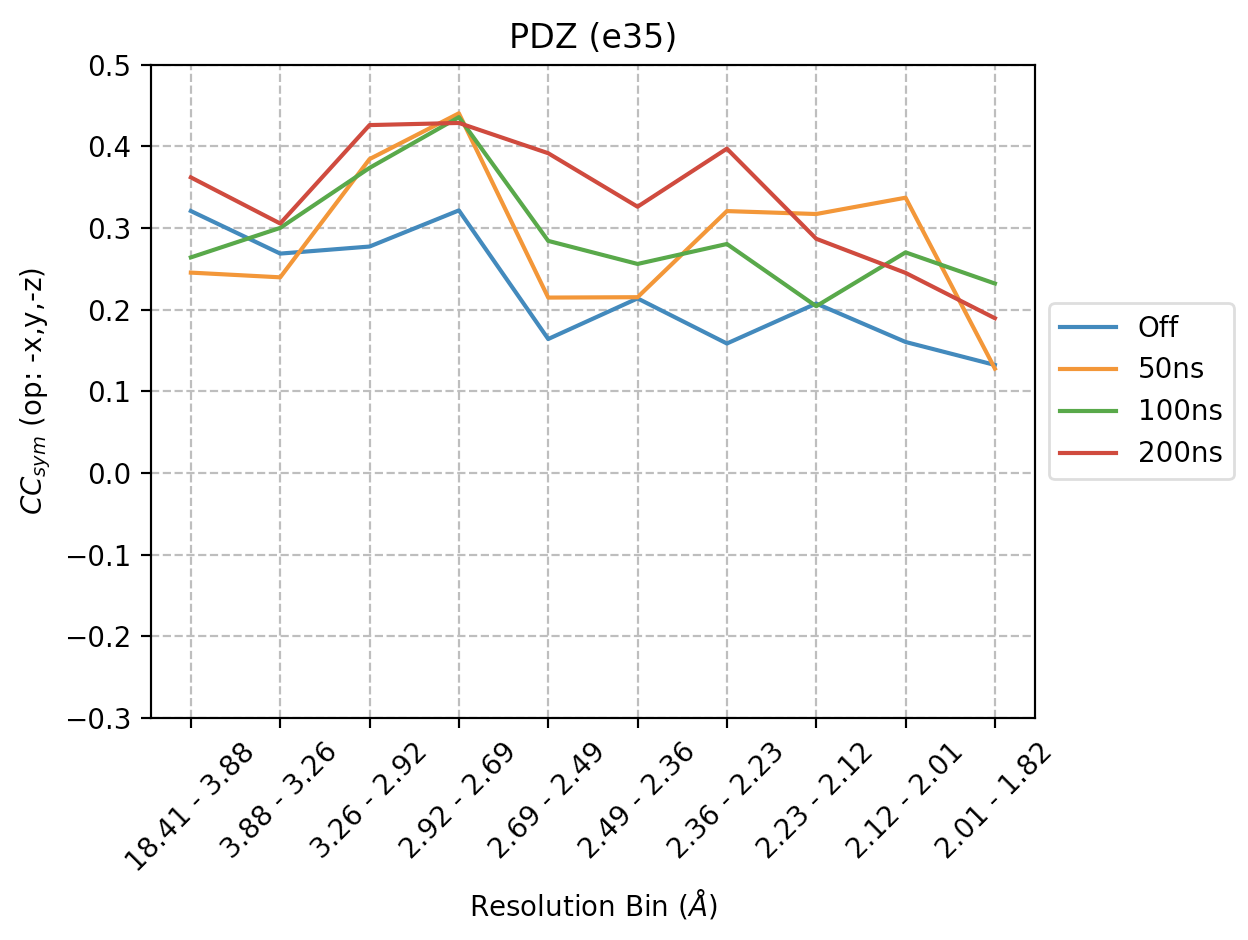 PDZ (e35)
0.5
0.4
0.3
0.2
0.1
0.0
−0.1
−0.2
−0.3
CCsym (op: -x,y,-z)
18.41 - 3.88
3.88 - 3.26
3.26 - 2.92
2.92 - 2.69
2.69 - 2.49
2.49 - 2.36
2.36 - 2.23
2.23 - 2.12
2.12 - 2.01
2.01 - 1.82
Resolution Bin (Å)
Off
50ns
100ns
200ns